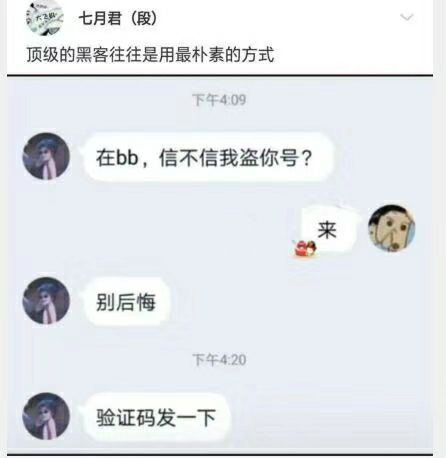 七月君（段）
顶级的黑客往往是用最朴素的方式
下午4:09
在bb，信不信我盗你号？
来
别后悔
下午4:20
验证码发一下